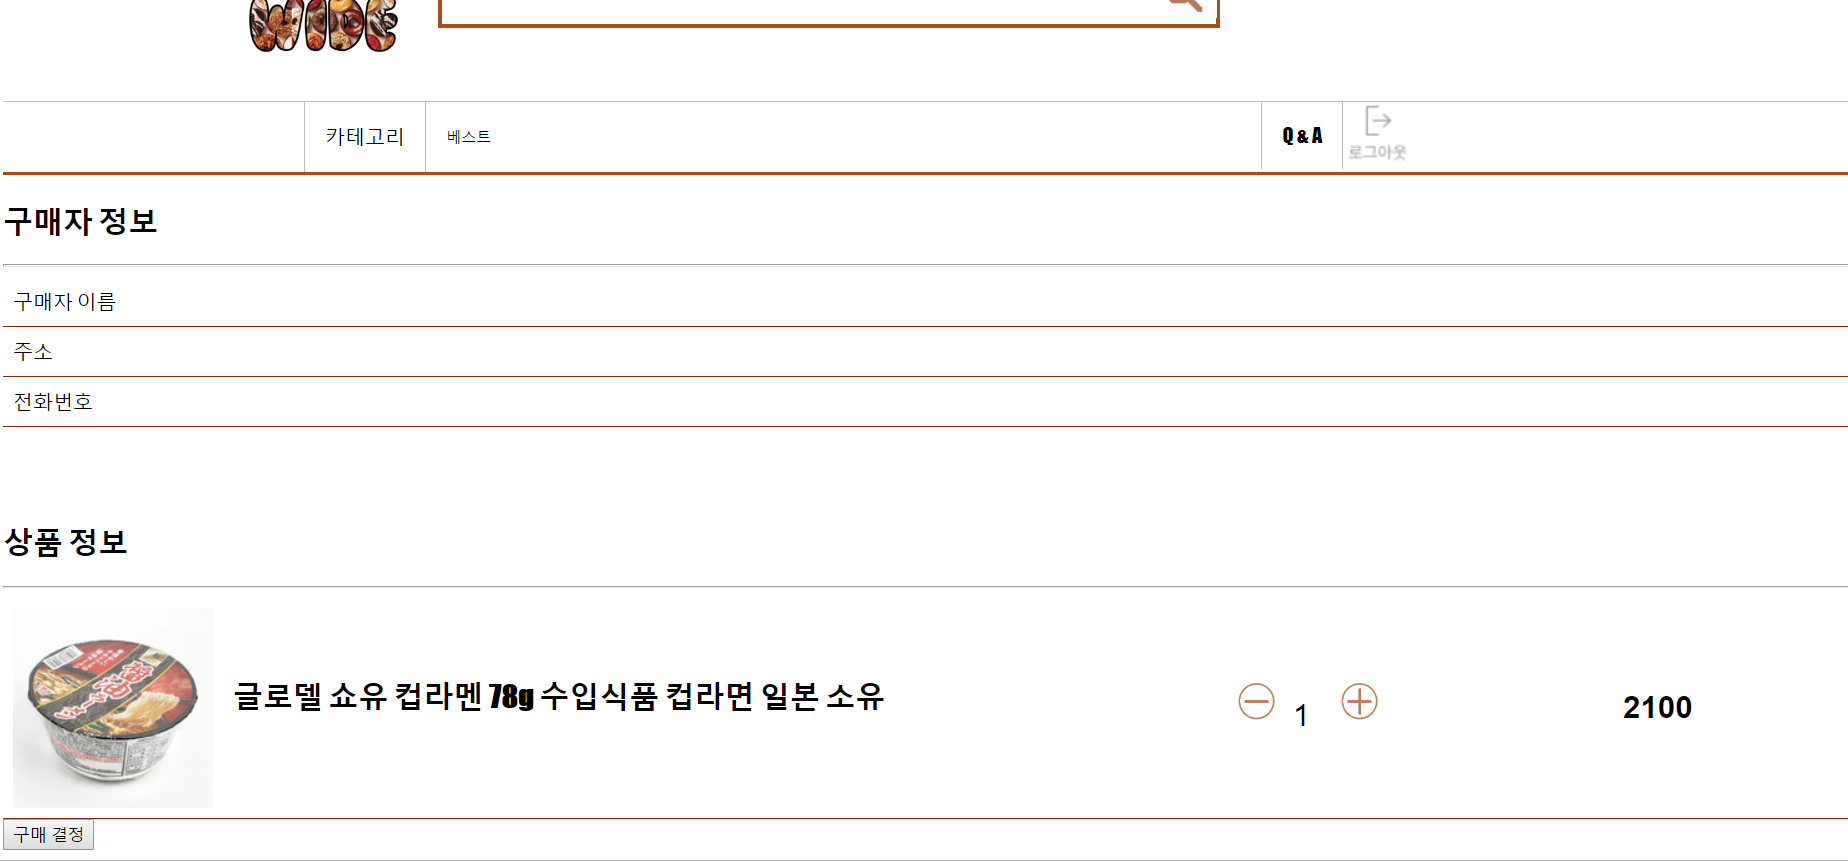 WIDE
카테고리 베스트 Q & A 로그아웃
구매자 정보
구매자 이름
주소
전화번호
상품 정보
글로델 쇼유 컵라멘 78g 수입식품 컵라면 일본 소유 1 2100
구매 결정